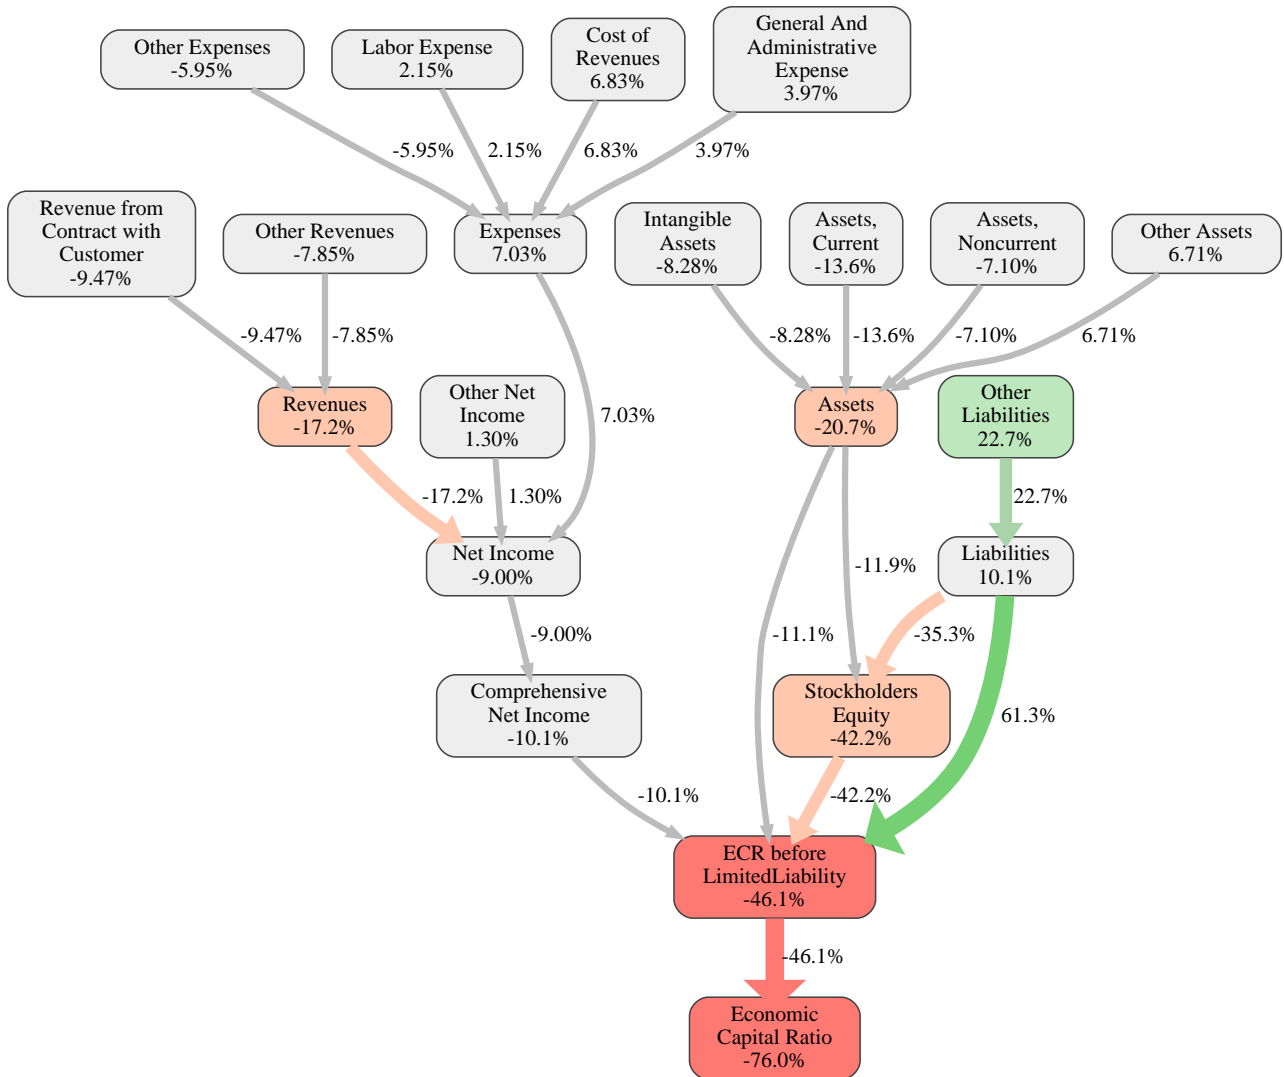 Other Expenses
-5.95%
Labor Expense
2.15%
Cost of
Revenues
6.83%
General And
Administrative
Expense
3.97%
-5.95%
2.15%
6.83%
3.97%
Revenue from
Contract with
Customer
-9.47%
Other Revenues
-7.85%
Expenses
7.03%
Intangible
Assets
-8.28%
Assets,
Current
-13.6%
Assets,
Noncurrent
-7.10%
Other Assets
6.71%
-9.47%
-7.85%
-8.28%
-13.6%
-7.10%
6.71%
Revenues
-17.2%
Other Net
Income
1.30%
7.03%
Assets
-20.7%
Other
Liabilities
22.7%
-17.2%
1.30%
22.7%
Net Income
-9.00%
-11.9%
Liabilities
10.1%
-9.00%
-11.1%
-35.3%
Comprehensive
Net Income
-10.1%
Stockholders
Equity
-42.2%
61.3%
-10.1%
-42.2%
ECR before
LimitedLiability
-46.1%
-46.1%
Economic
Capital Ratio
-76.0%